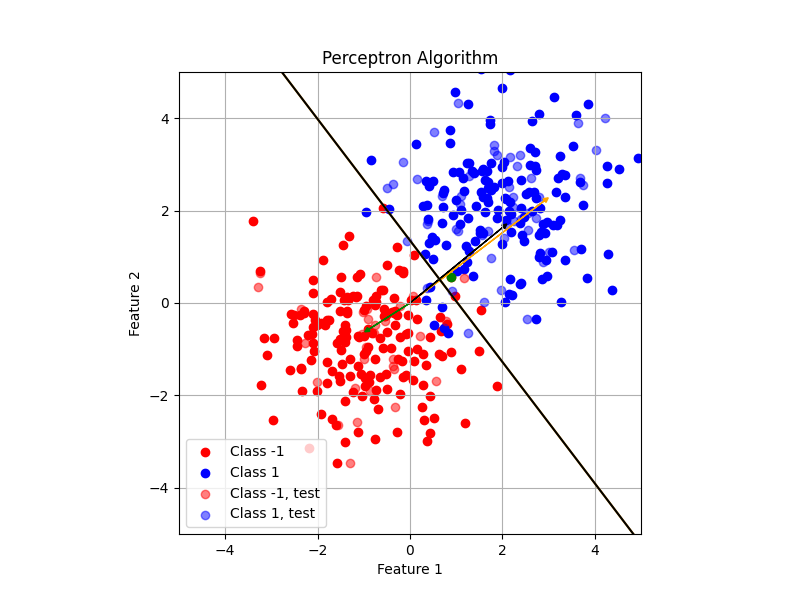 Perceptron Algorithm
Feature 2
4
2
0
−2
−4
Class -1
Class 1
Class -1, test
Class 1, test
−4
−2
0
2
4
Feature 1